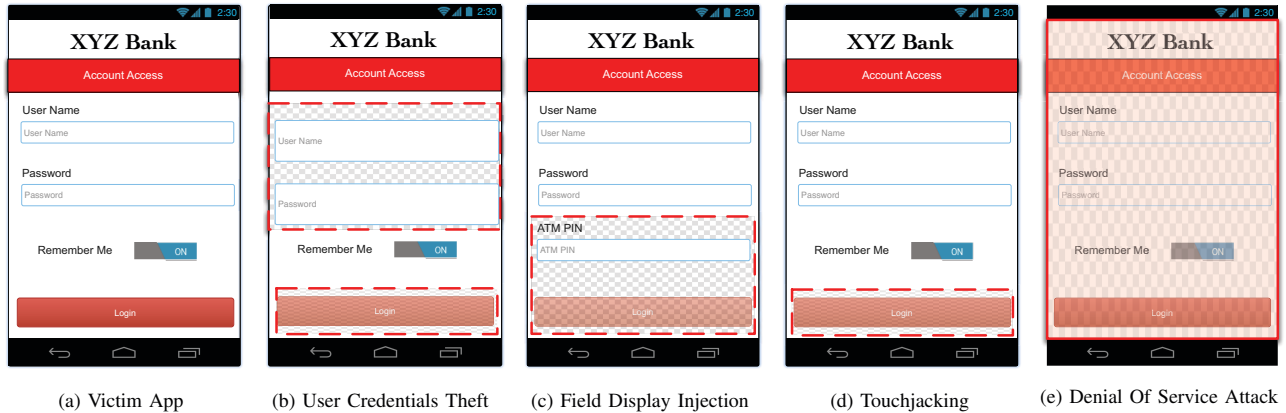 2:30
XYZ Bank
Account Access
User Name
User Name
Password
Password
Remember Me
ON
Login
(a) Victim App
2:30
XYZ Bank
Account Access
User Name
Password
Remember Me
ON
Login
(b) User Credentials Theft
2:30
XYZ Bank
Account Access
User Name
User Name
Password
Password
ATM PIN
ATM PIN
Login
(c) Field Display Injection
2:30
XYZ Bank
Account Access
User Name
User Name
Password
Password
Remember Me
ON
Login
(d) Touchjacking
2:30
XYZ Bank
Account Access
User Name
User Name
Password
Password
Remember Me
ON
Login
(e) Denial Of Service Attack